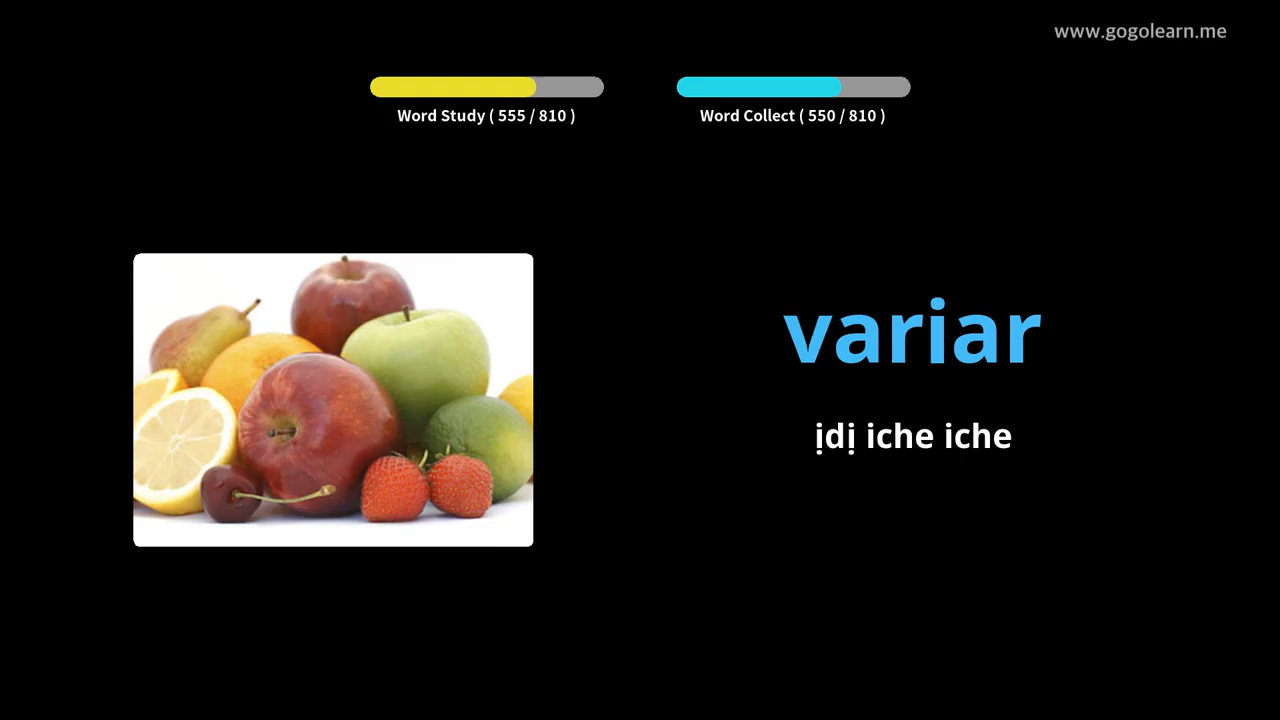 www.gogolearn.me
Word Study ( 555 / 810 )
Word Collect ( 550 / 810 )
variar
ịdị iche iche